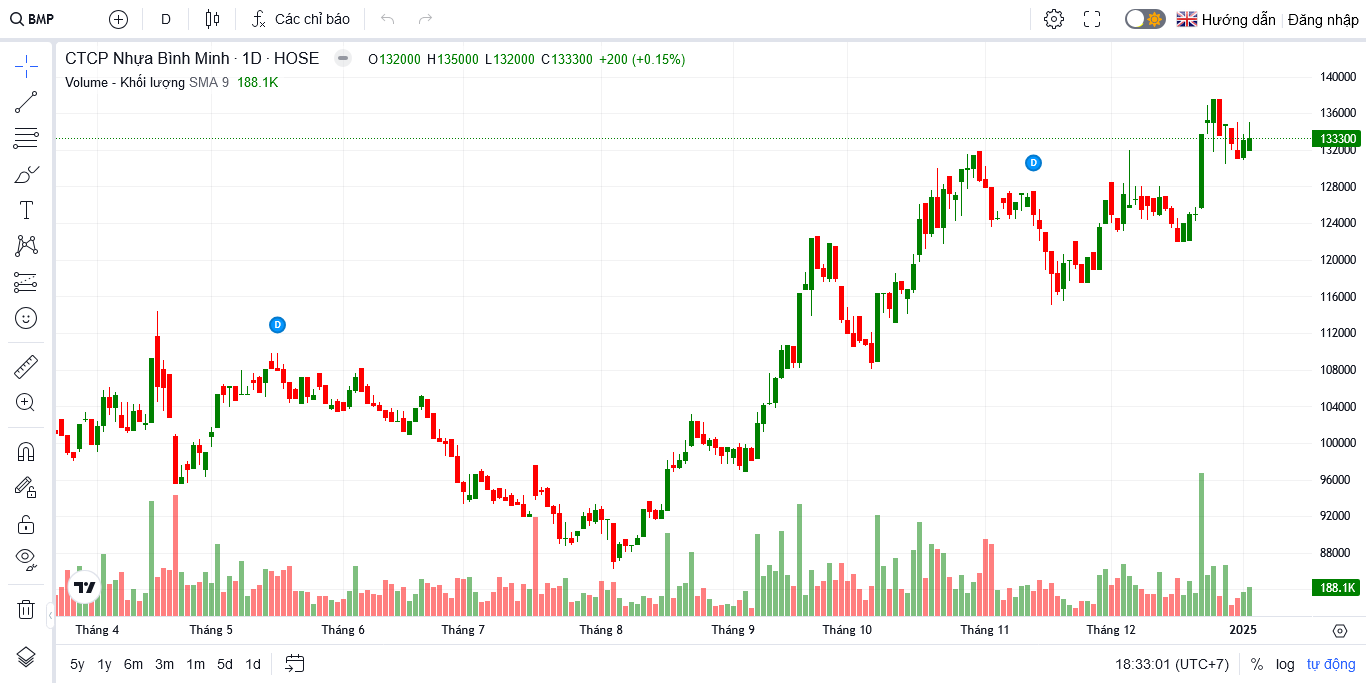 BMP D Các chỉ báo Hướng dẫn Đăng nhập
CTCP Nhựa Bình Minh · 1D · HOSE O132000 H135000 L132000 C133300 +200 (+0.15%)
Volume - Khối lượng SMA 9 188.1K
140000
136000
133300
132000
128000
D
124000
120000
116000
D
112000
108000
104000
100000
96000
92000
88000
188.1K
Tháng 4 Tháng 5 Tháng 6 Tháng 7 Tháng 8 Tháng 9 Tháng 10 Tháng 11 Tháng 12 2025
5y 1y 6m 3m 1m 5d 1d 18:33:01 (UTC+7) % log tự động